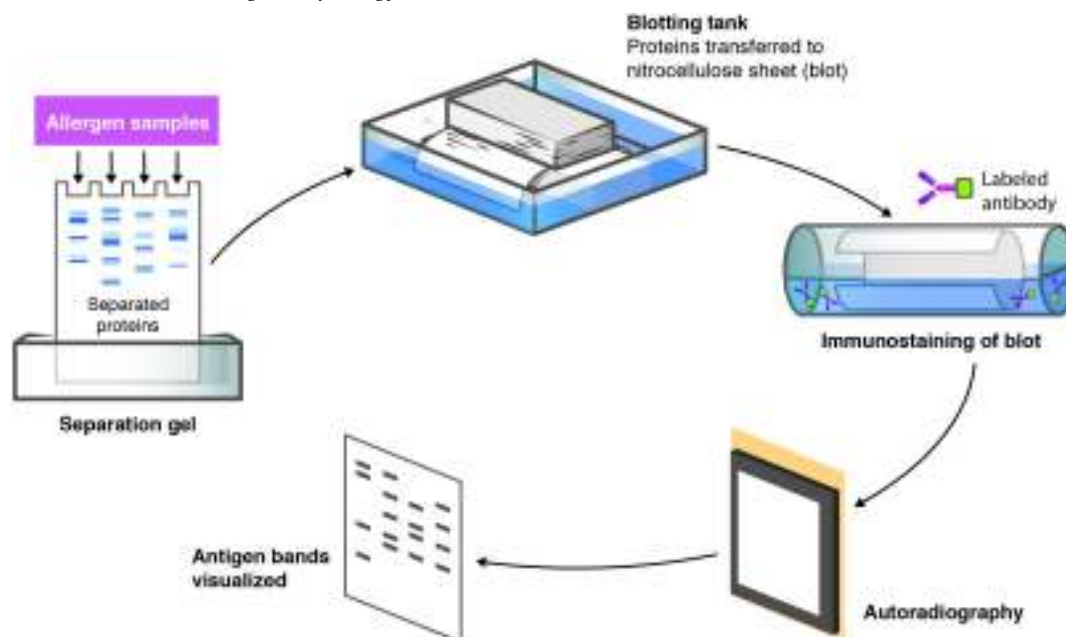 Blotting tank
Proteins transferred to
nitrocellulose sheet (blot)
Allergen samples
Labeled
antibody
Separated
proteins
Immunostaining of blot
Separation gel
Antigen bands
visualized
Autoradiography